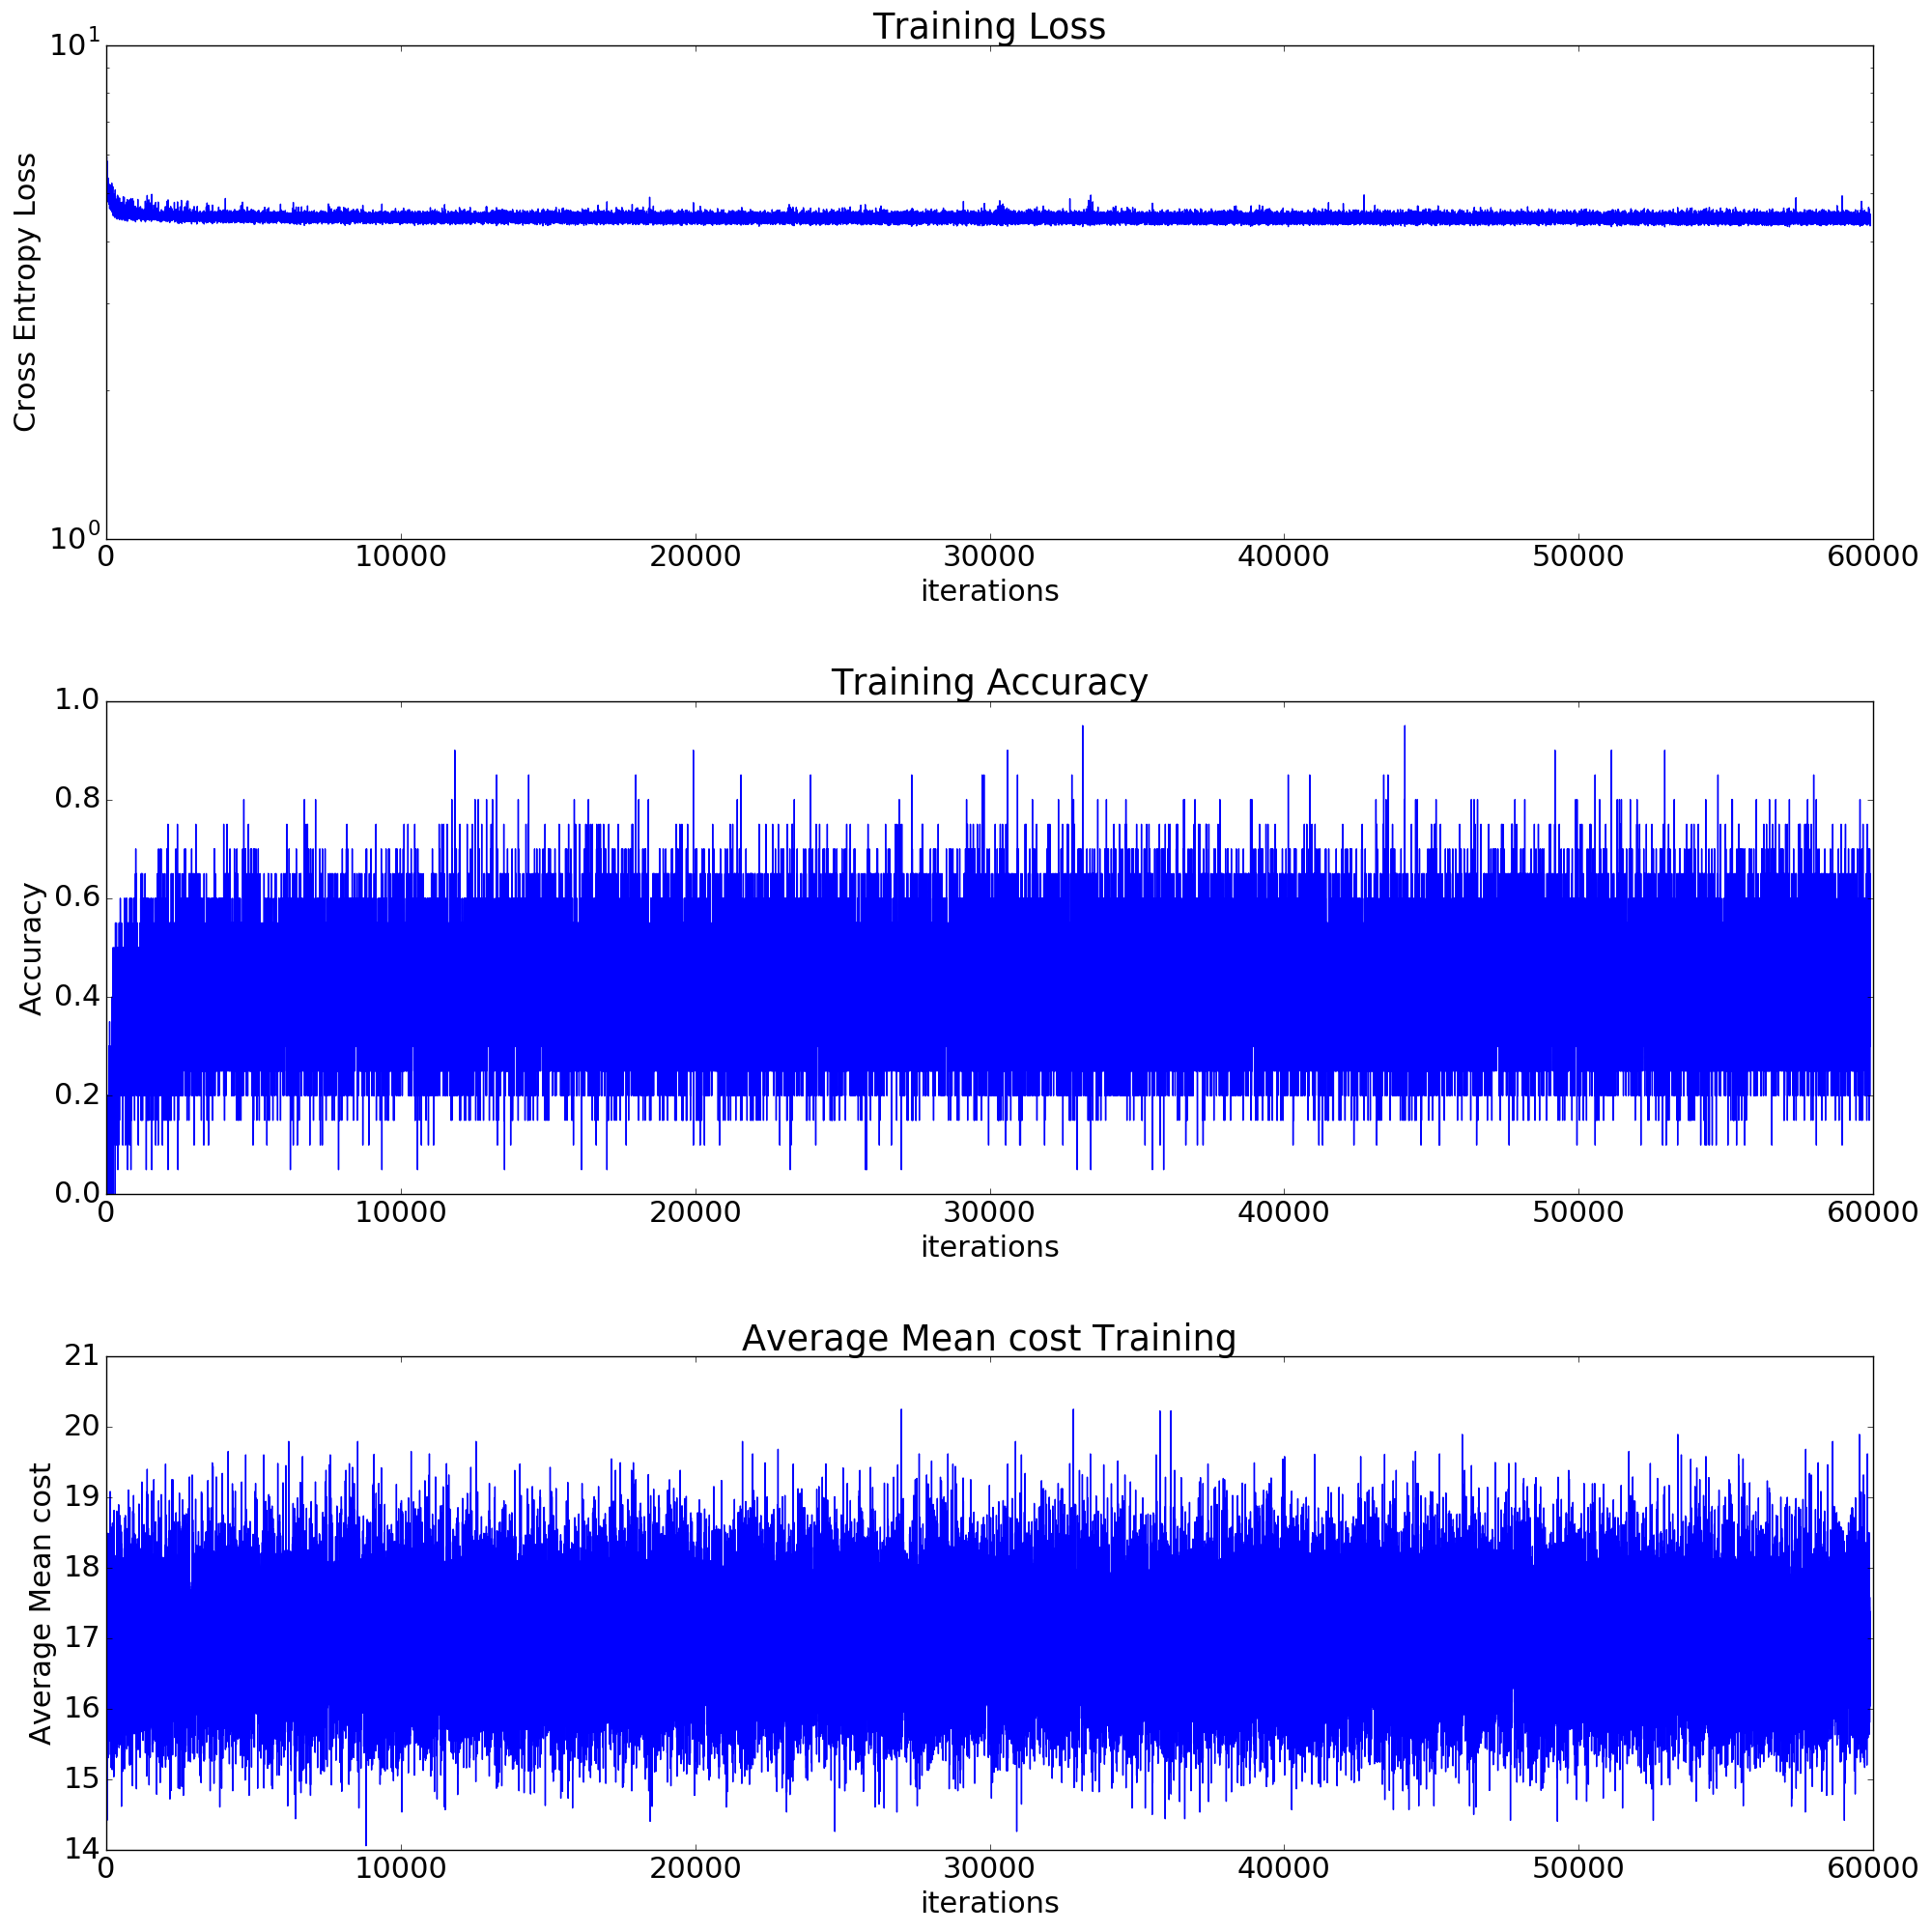 Training Loss
10^1
10^0
Cross Entropy Loss
0 10000 20000 30000 40000 50000 60000
iterations
Training Accuracy
1.0
0.8
0.6
0.4
0.2
0.0
Accuracy
0 10000 20000 30000 40000 50000 60000
iterations
Average Mean cost Training
21
20
19
18
17
16
15
14
Average Mean cost
0 10000 20000 30000 40000 50000 60000
iterations